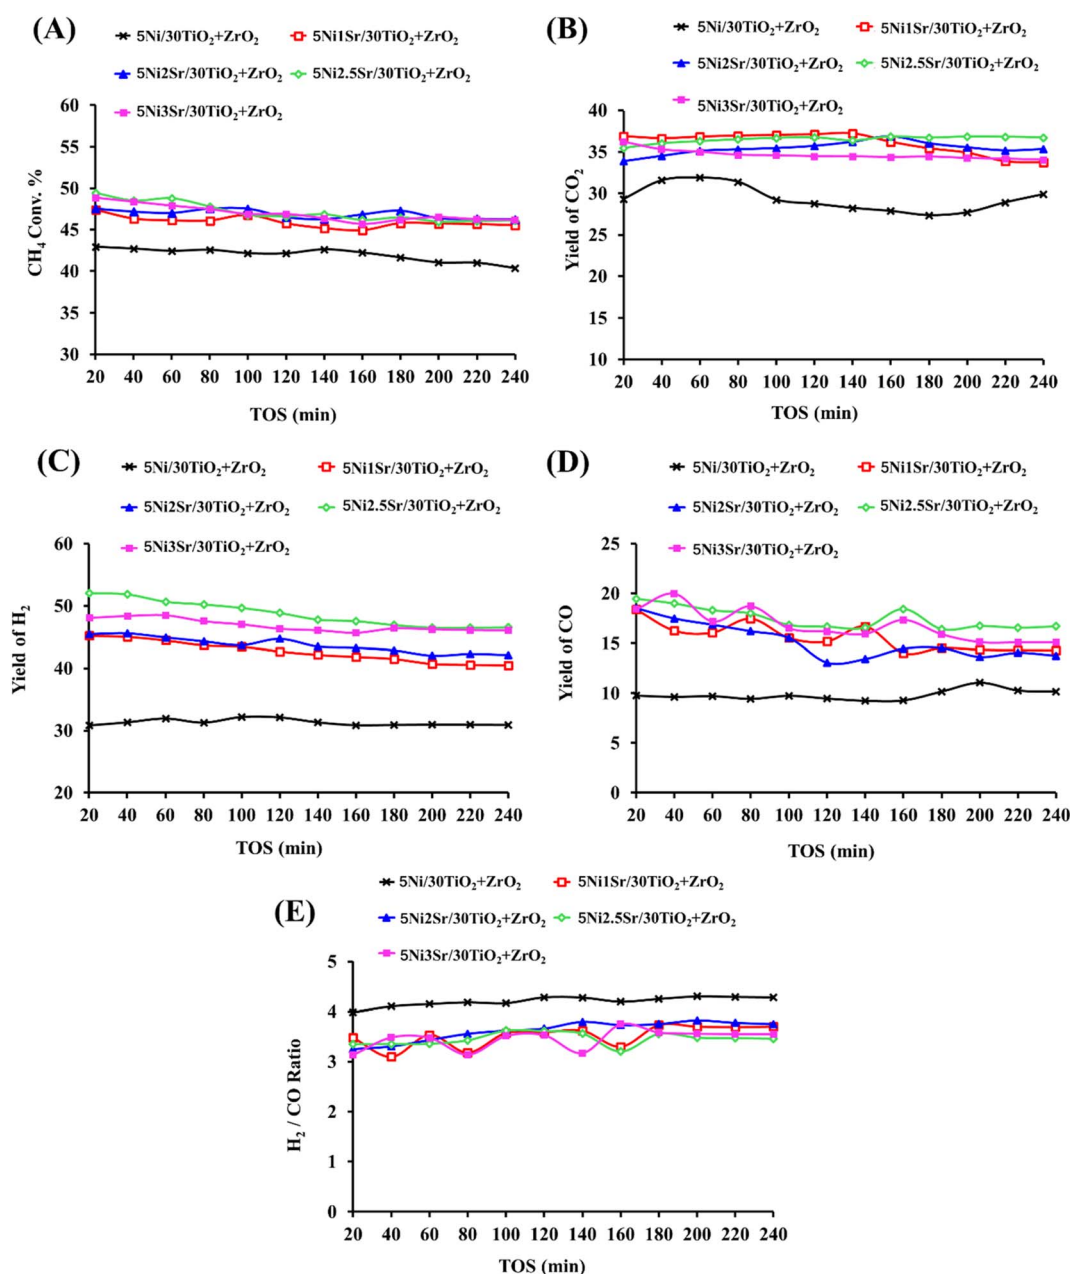 (A)
5Ni/30TiO₂+ZrO₂ 5Ni1Sr/30TiO₂+ZrO₂
5Ni2Sr/30TiO₂+ZrO₂ 5Ni2.5Sr/30TiO₂+ZrO₂
5Ni3Sr/30TiO₂+ZrO₂
CH₄ Conv. %
60
55
50
45
40
35
30
20 40 60 80 100 120 140 160 180 200 220 240
TOS (min)
(B)
5Ni/30TiO₂+ZrO₂ 5Ni1Sr/30TiO₂+ZrO₂
5Ni2Sr/30TiO₂+ZrO₂ 5Ni2.5Sr/30TiO₂+ZrO₂
5Ni3Sr/30TiO₂+ZrO₂
Yield of CO₂
40
35
30
25
20
15
10
20 40 60 80 100 120 140 160 180 200 220 240
TOS (min)
(C)
5Ni/30TiO₂+ZrO₂ 5Ni1Sr/30TiO₂+ZrO₂
5Ni2Sr/30TiO₂+ZrO₂ 5Ni2.5Sr/30TiO₂+ZrO₂
5Ni3Sr/30TiO₂+ZrO₂
Yield of H₂
60
50
40
30
20
20 40 60 80 100 120 140 160 180 200 220 240
TOS (min)
(D)
5Ni/30TiO₂+ZrO₂ 5Ni1Sr/30TiO₂+ZrO₂
5Ni2Sr/30TiO₂+ZrO₂ 5Ni2.5Sr/30TiO₂+ZrO₂
5Ni3Sr/30TiO₂+ZrO₂
Yield of CO
25
20
15
10
5
0
20 40 60 80 100 120 140 160 180 200 220 240
TOS (min)
(E)
5Ni/30TiO₂+ZrO₂ 5Ni1Sr/30TiO₂+ZrO₂
5Ni2Sr/30TiO₂+ZrO₂ 5Ni2.5Sr/30TiO₂+ZrO₂
5Ni3Sr/30TiO₂+ZrO₂
H₂ / CO Ratio
5
4
3
2
1
0
20 40 60 80 100 120 140 160 180 200 220 240
TOS (min)